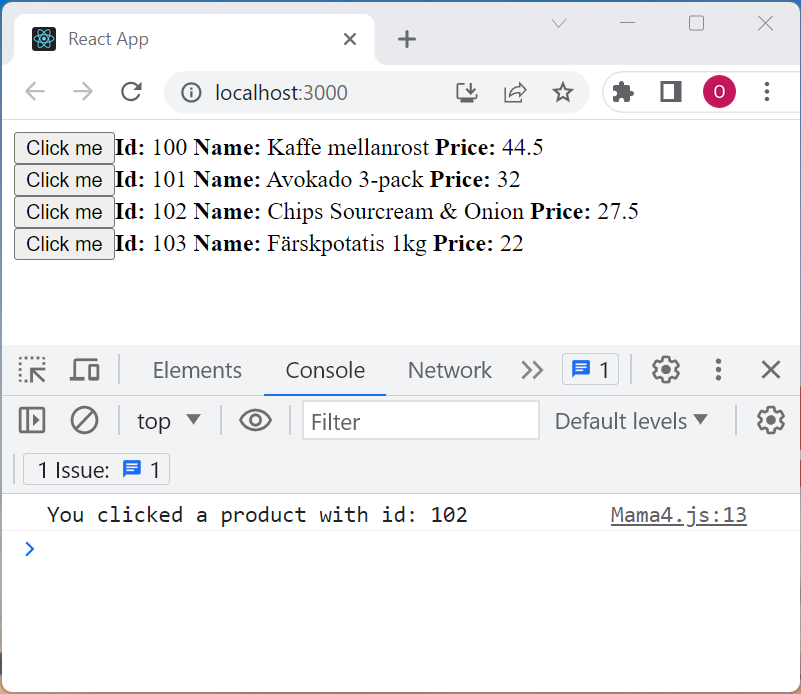 React App
localhost:3000
O
Click me Id: 100 Name: Kaffe mellanrost Price: 44.5
Click me Id: 101 Name: Avokado 3-pack Price: 32
Click me Id: 102 Name: Chips Sourcream & Onion Price: 27.5
Click me Id: 103 Name: Färskpotatis 1kg Price: 22
Elements Console Network 1
top Filter Default levels
1 Issue: 1
You clicked a product with id: 102 Mama4.js:13